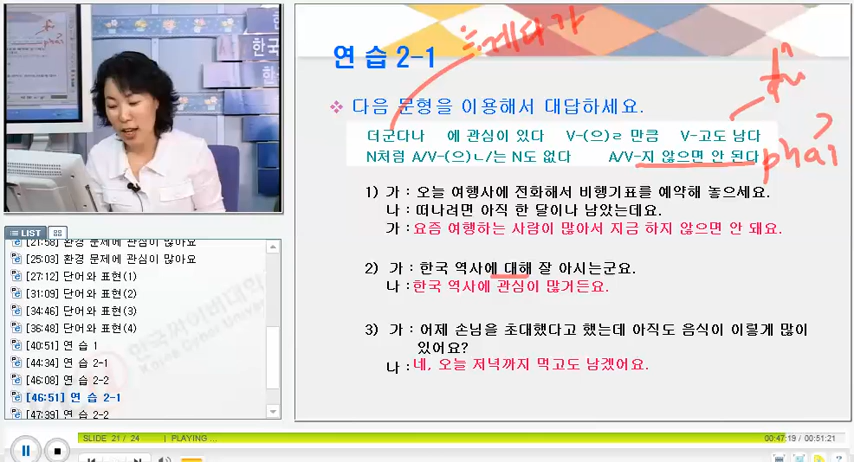 연 습 2-1
게다가
다음 문형을 이용해서 대답하세요.
더군다나 에 관심이 있다 V-(으)ㄹ 만큼 V-고도 남다
N처럼 A/V-(으)ㄴ/는 N도 없다 A/V-지 않으면 안 된다
phải
1) 가 : 오늘 여행사에 전화해서 비행기표를 예약해 놓으세요.
나 : 떠나려면 아직 한 달이나 남았는데요.
가 : 요즘 여행하는 사람이 많아서 지금 하지 않으면 안 돼요.
2) 가 : 한국 역사에 대해 잘 아시는군요.
나 : 한국 역사에 관심이 많거든요.
3) 가 : 어제 손님을 초대했다고 했는데 아직도 음식이 이렇게 많이
있어요?
나 : 네, 오늘 저녁까지 먹고도 남겠어요.
LIST
[21:58] 환경 문제에 관심이 많아요
[25:03] 환경 문제에 관심이 많아요
[27:12] 단어와 표현(1)
[31:09] 단어와 표현(2)
[34:46] 단어와 표현(3)
[36:48] 단어와 표현(4)
[40:51] 연 습 1
[44:34] 연 습 2-1
[46:08] 연 습 2-2
[46:51] 연 습 2-1
[47:39] 연 습 2-2
SLIDE 21 / 24 PLAYING ...
00:47:19 / 00:51:21